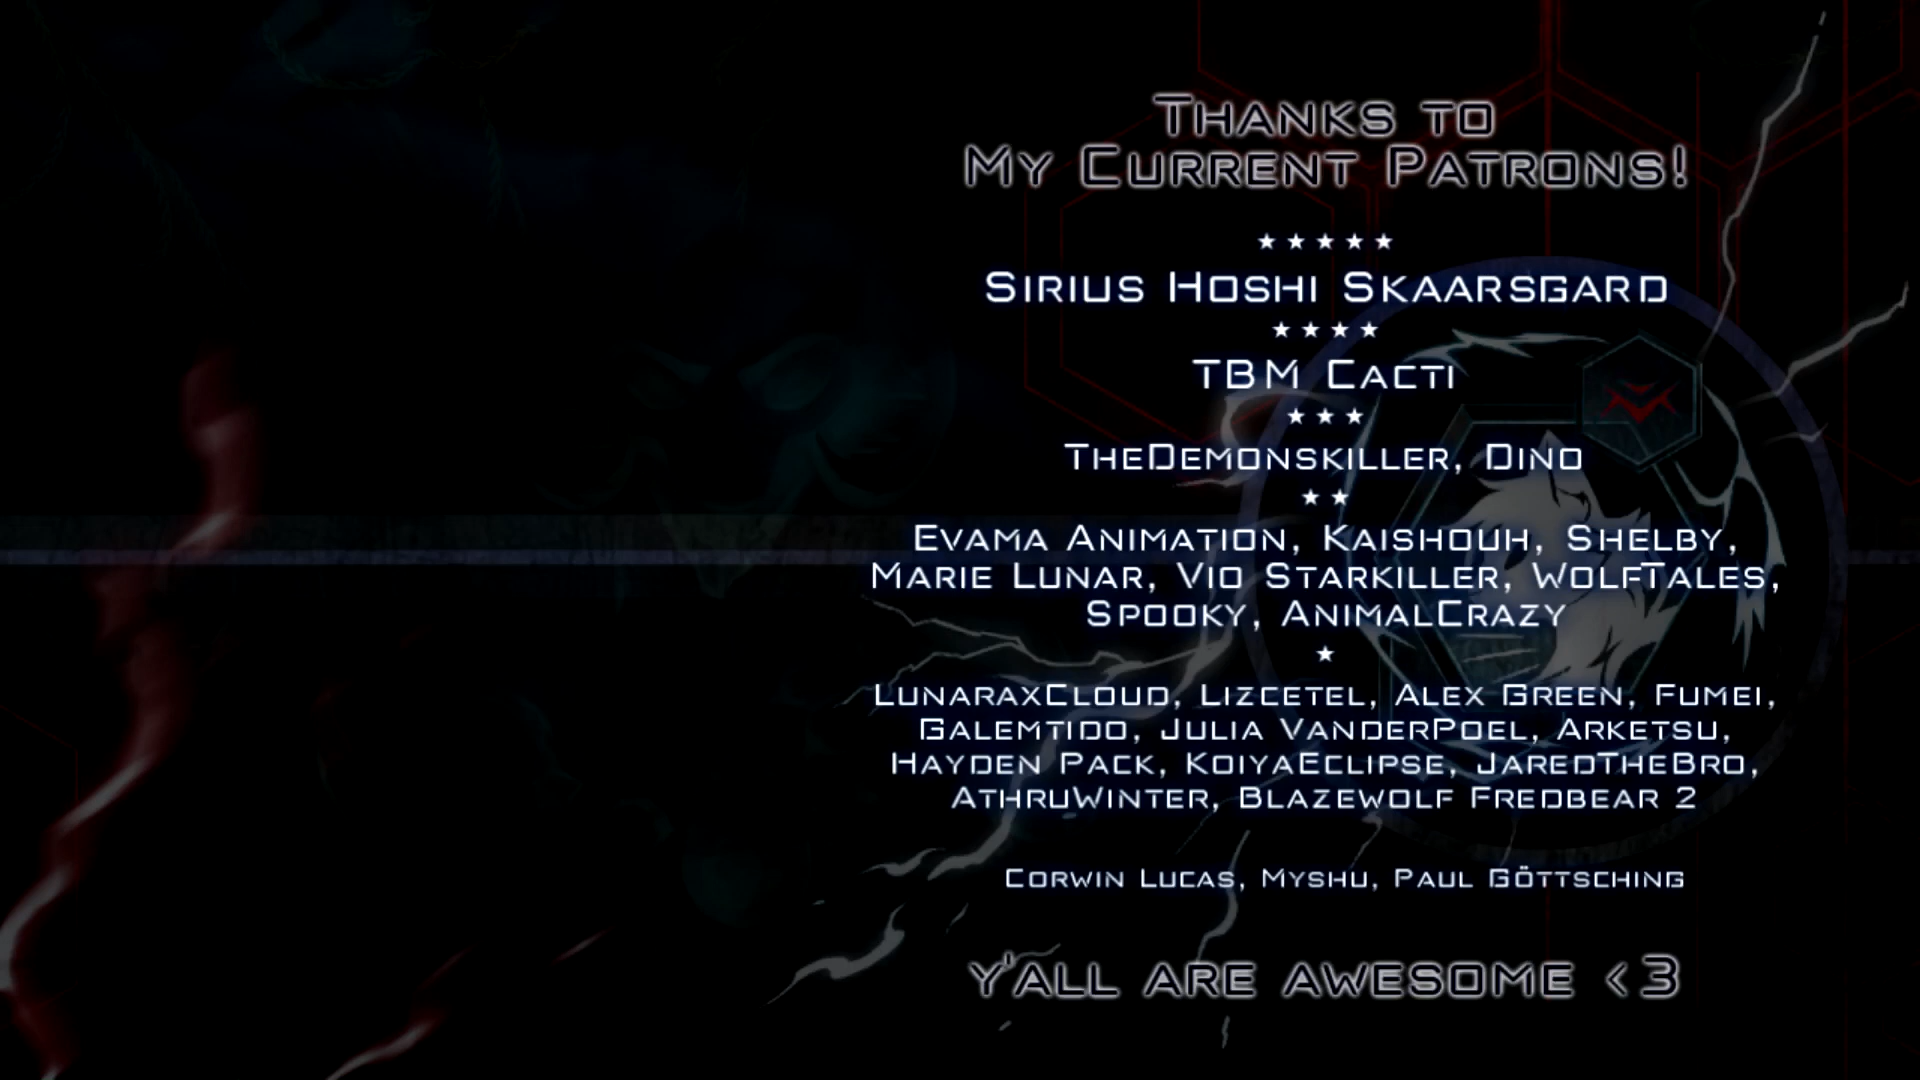 Thanks to
My Current Patrons!
★★★★★
Sirius Hoshi Skaarsgard
★★★★
TBM Cacti
★★★
TheDemonskiller, Dino
★★
Evama Animation, Kaishouh, Shelby,
Marie Lunar, Vio Starkiller, WolfTales,
Spooky, AnimalCrazy
★
LunaraxCloud, Lizcetel, Alex Green, Fumei,
Galemtido, Julia VanderPoel, Arketsu,
Hayden Pack, KoiyaEclipse, JaredTheBro,
AthruWinter, Blazewolf Fredbear 2
Corwin Lucas, Myshu, Paul Göttsching
Y'all are awesome <3